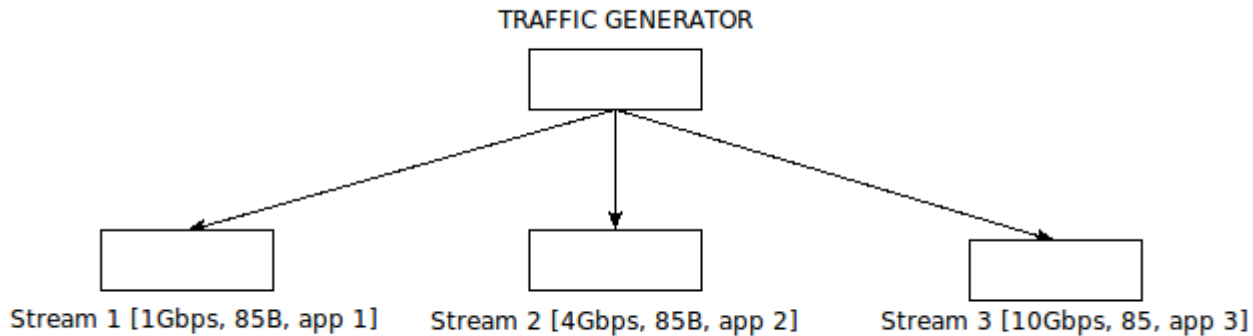 TRAFFIC GENERATOR
Stream 1 [1Gbps, 85B, app 1]
Stream 2 [4Gbps, 85B, app 2]
Stream 3 [10Gbps, 85, app 3]